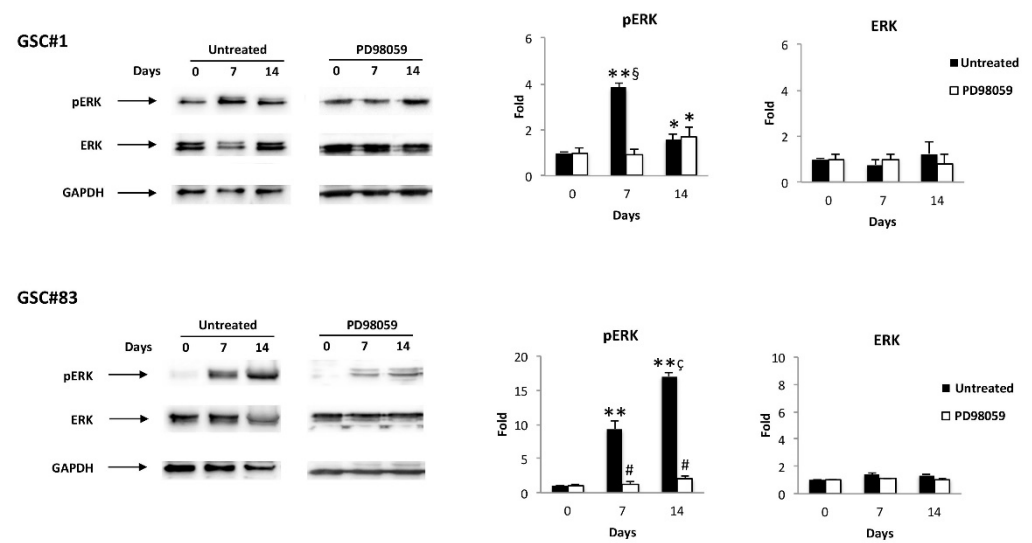 GSC#1
Untreated PD98059
Days 0 7 14 0 7 14
pERK
ERK
GAPDH
pERK
6
4
2
0
Fold
**§
*
*
0 7 14
Days
ERK
6
4
2
0
Fold
0 7 14
Days
Untreated
PD98059
GSC#83
Untreated PD98059
Days 0 7 14 0 7 14
pERK
ERK
GAPDH
pERK
20
15
10
5
0
Fold
**
#
**ç
#
0 7 14
Days
ERK
10
8
6
4
2
0
Fold
0 7 14
Days
Untreated
PD98059